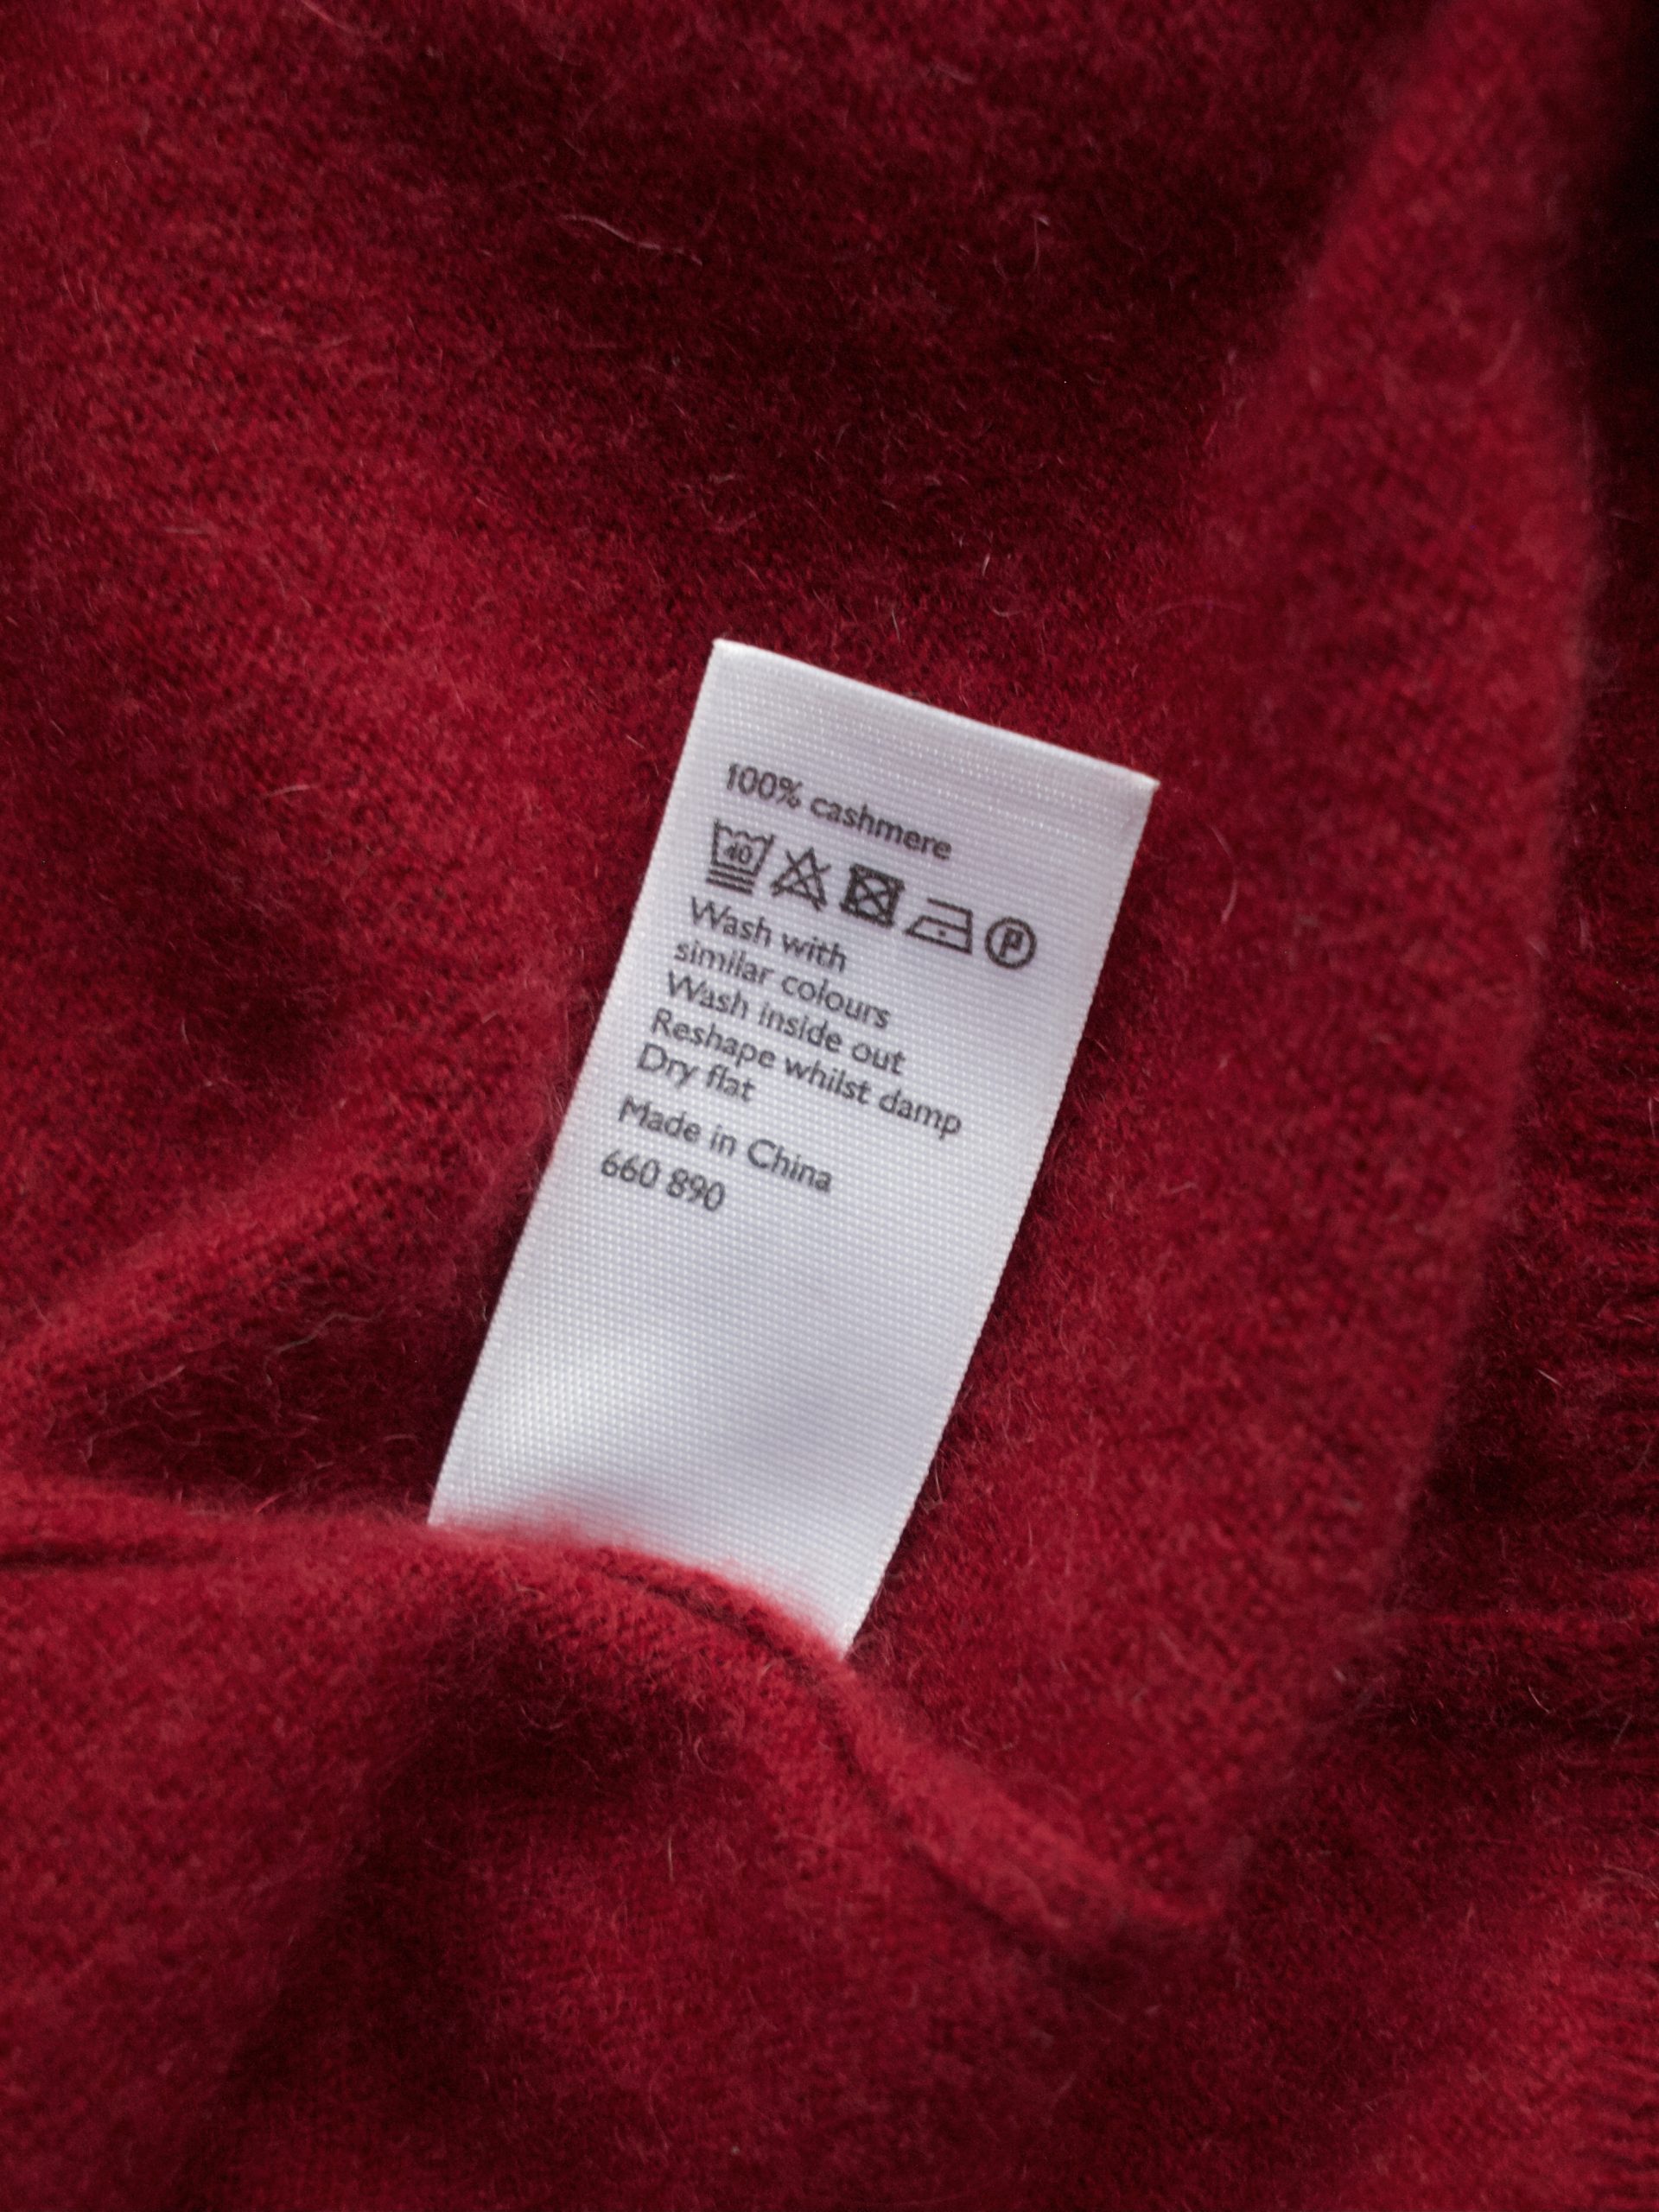 100% cashmere
40 P
Wash with
similar colours
Wash inside out
Reshape whilst damp
Dry flat
Made in China
660 890